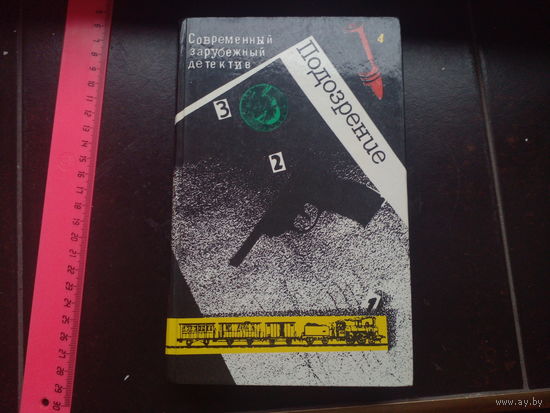 Современный
зарубежный
детектив
4
Подозрение
3
2
1
www.ay.by